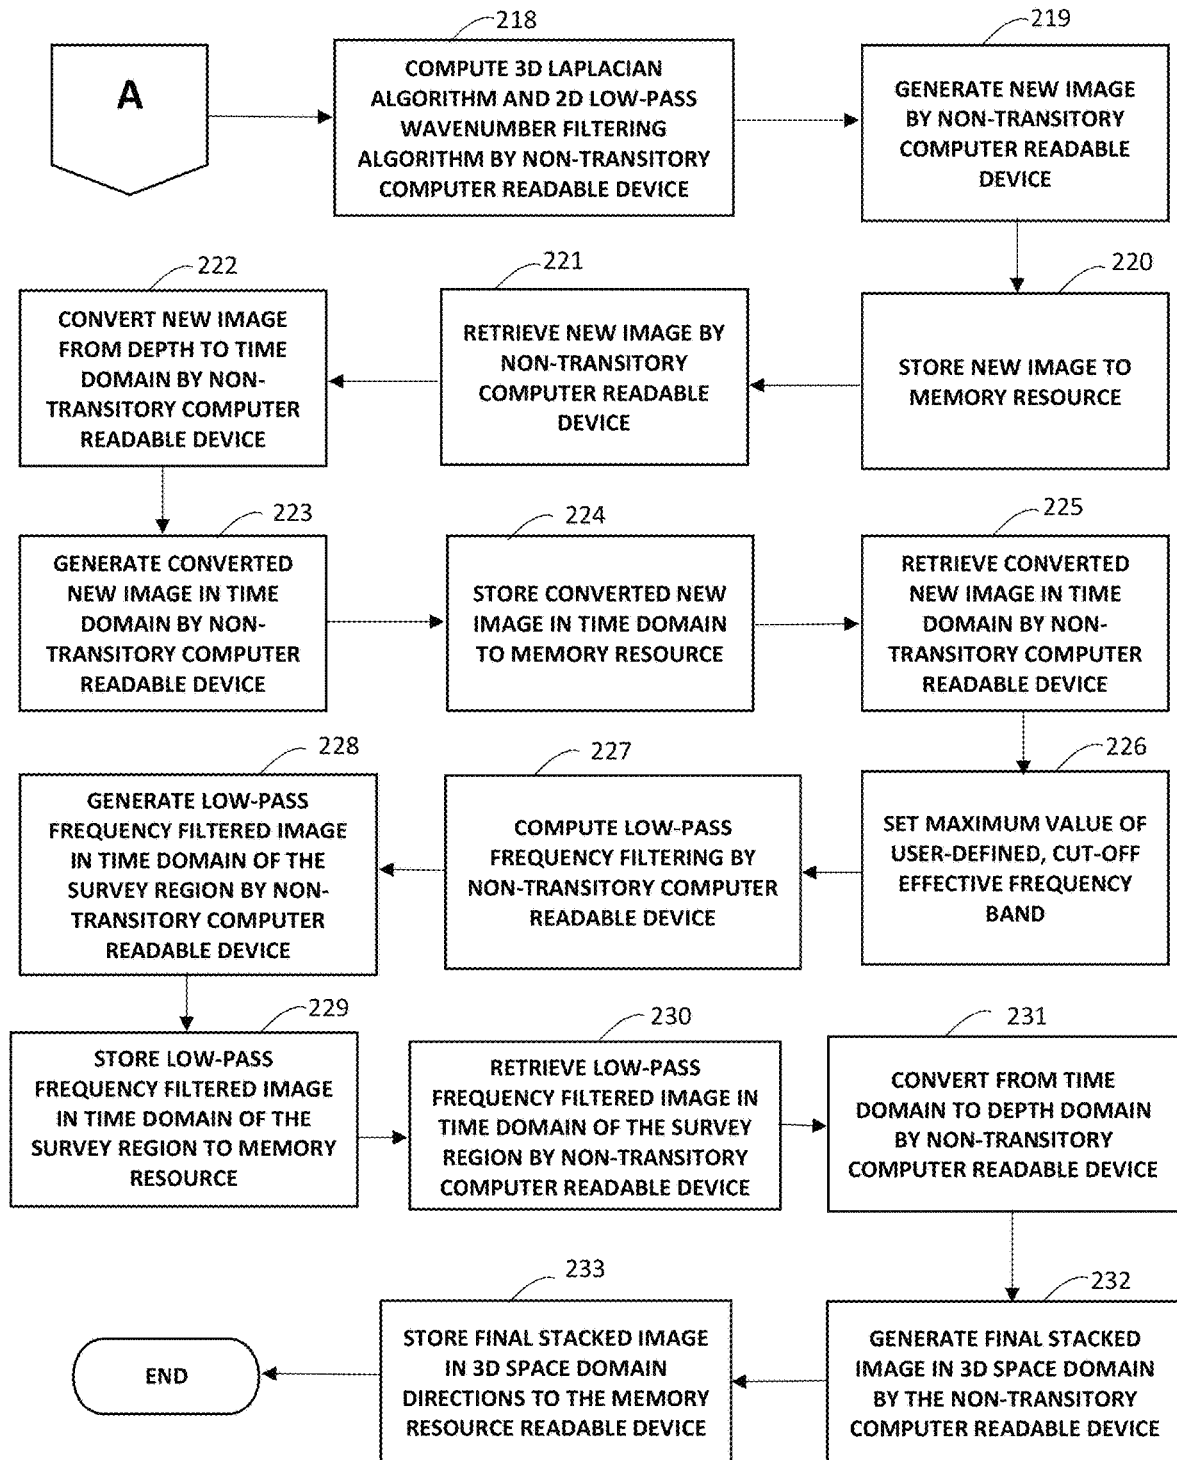 A
218
COMPUTE 3D LAPLACIAN
ALGORITHM AND 2D LOW-PASS
WAVENUMBER FILTERING
ALGORITHM BY NON-TRANSITORY
COMPUTER READABLE DEVICE
219
GENERATE NEW IMAGE
BY NON-TRANSITORY
COMPUTER READABLE
DEVICE
220
STORE NEW IMAGE TO
MEMORY RESOURCE
221
RETRIEVE NEW IMAGE BY
NON-TRANSITORY
COMPUTER READABLE
DEVICE
222
CONVERT NEW IMAGE
FROM DEPTH TO TIME
DOMAIN BY NON-
TRANSITORY COMPUTER
READABLE DEVICE
223
GENERATE CONVERTED
NEW IMAGE IN TIME
DOMAIN BY NON-
TRANSITORY COMPUTER
READABLE DEVICE
224
STORE CONVERTED NEW
IMAGE IN TIME DOMAIN
TO MEMORY RESOURCE
225
RETRIEVE CONVERTED
NEW IMAGE IN TIME
DOMAIN BY NON-
TRANSITORY COMPUTER
READABLE DEVICE
226
SET MAXIMUM VALUE OF
USER-DEFINED, CUT-OFF
EFFECTIVE FREQUENCY
BAND
227
COMPUTE LOW-PASS
FREQUENCY FILTERING BY
NON-TRANSITORY COMPUTER
READABLE DEVICE
228
GENERATE LOW-PASS
FREQUENCY FILTERED IMAGE
IN TIME DOMAIN OF THE
SURVEY REGION BY NON-
TRANSITORY COMPUTER
READABLE DEVICE
229
STORE LOW-PASS
FREQUENCY FILTERED IMAGE
IN TIME DOMAIN OF THE
SURVEY REGION TO MEMORY
RESOURCE
230
RETRIEVE LOW-PASS
FREQUENCY FILTERED IMAGE IN
TIME DOMAIN OF THE SURVEY
REGION BY NON-TRANSITORY
COMPUTER READABLE DEVICE
231
CONVERT FROM TIME
DOMAIN TO DEPTH DOMAIN
BY NON-TRANSITORY
COMPUTER READABLE DEVICE
232
GENERATE FINAL STACKED
IMAGE IN 3D SPACE DOMAIN
BY THE NON-TRANSITORY
COMPUTER READABLE DEVICE
233
STORE FINAL STACKED IMAGE
IN 3D SPACE DOMAIN
DIRECTIONS TO THE MEMORY
RESOURCE READABLE DEVICE
END